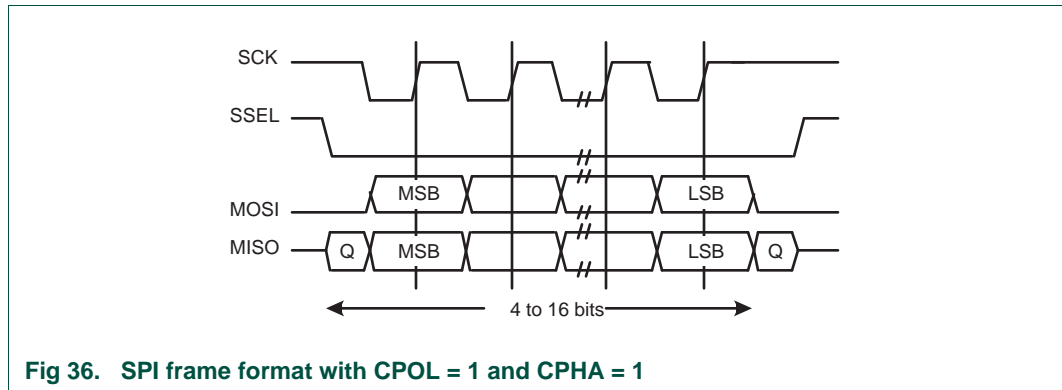 SCK
SSEL
MOSI
MSB
LSB
MISO
Q
MSB
LSB
Q
4 to 16 bits
Fig 36. SPI frame format with CPOL = 1 and CPHA = 1